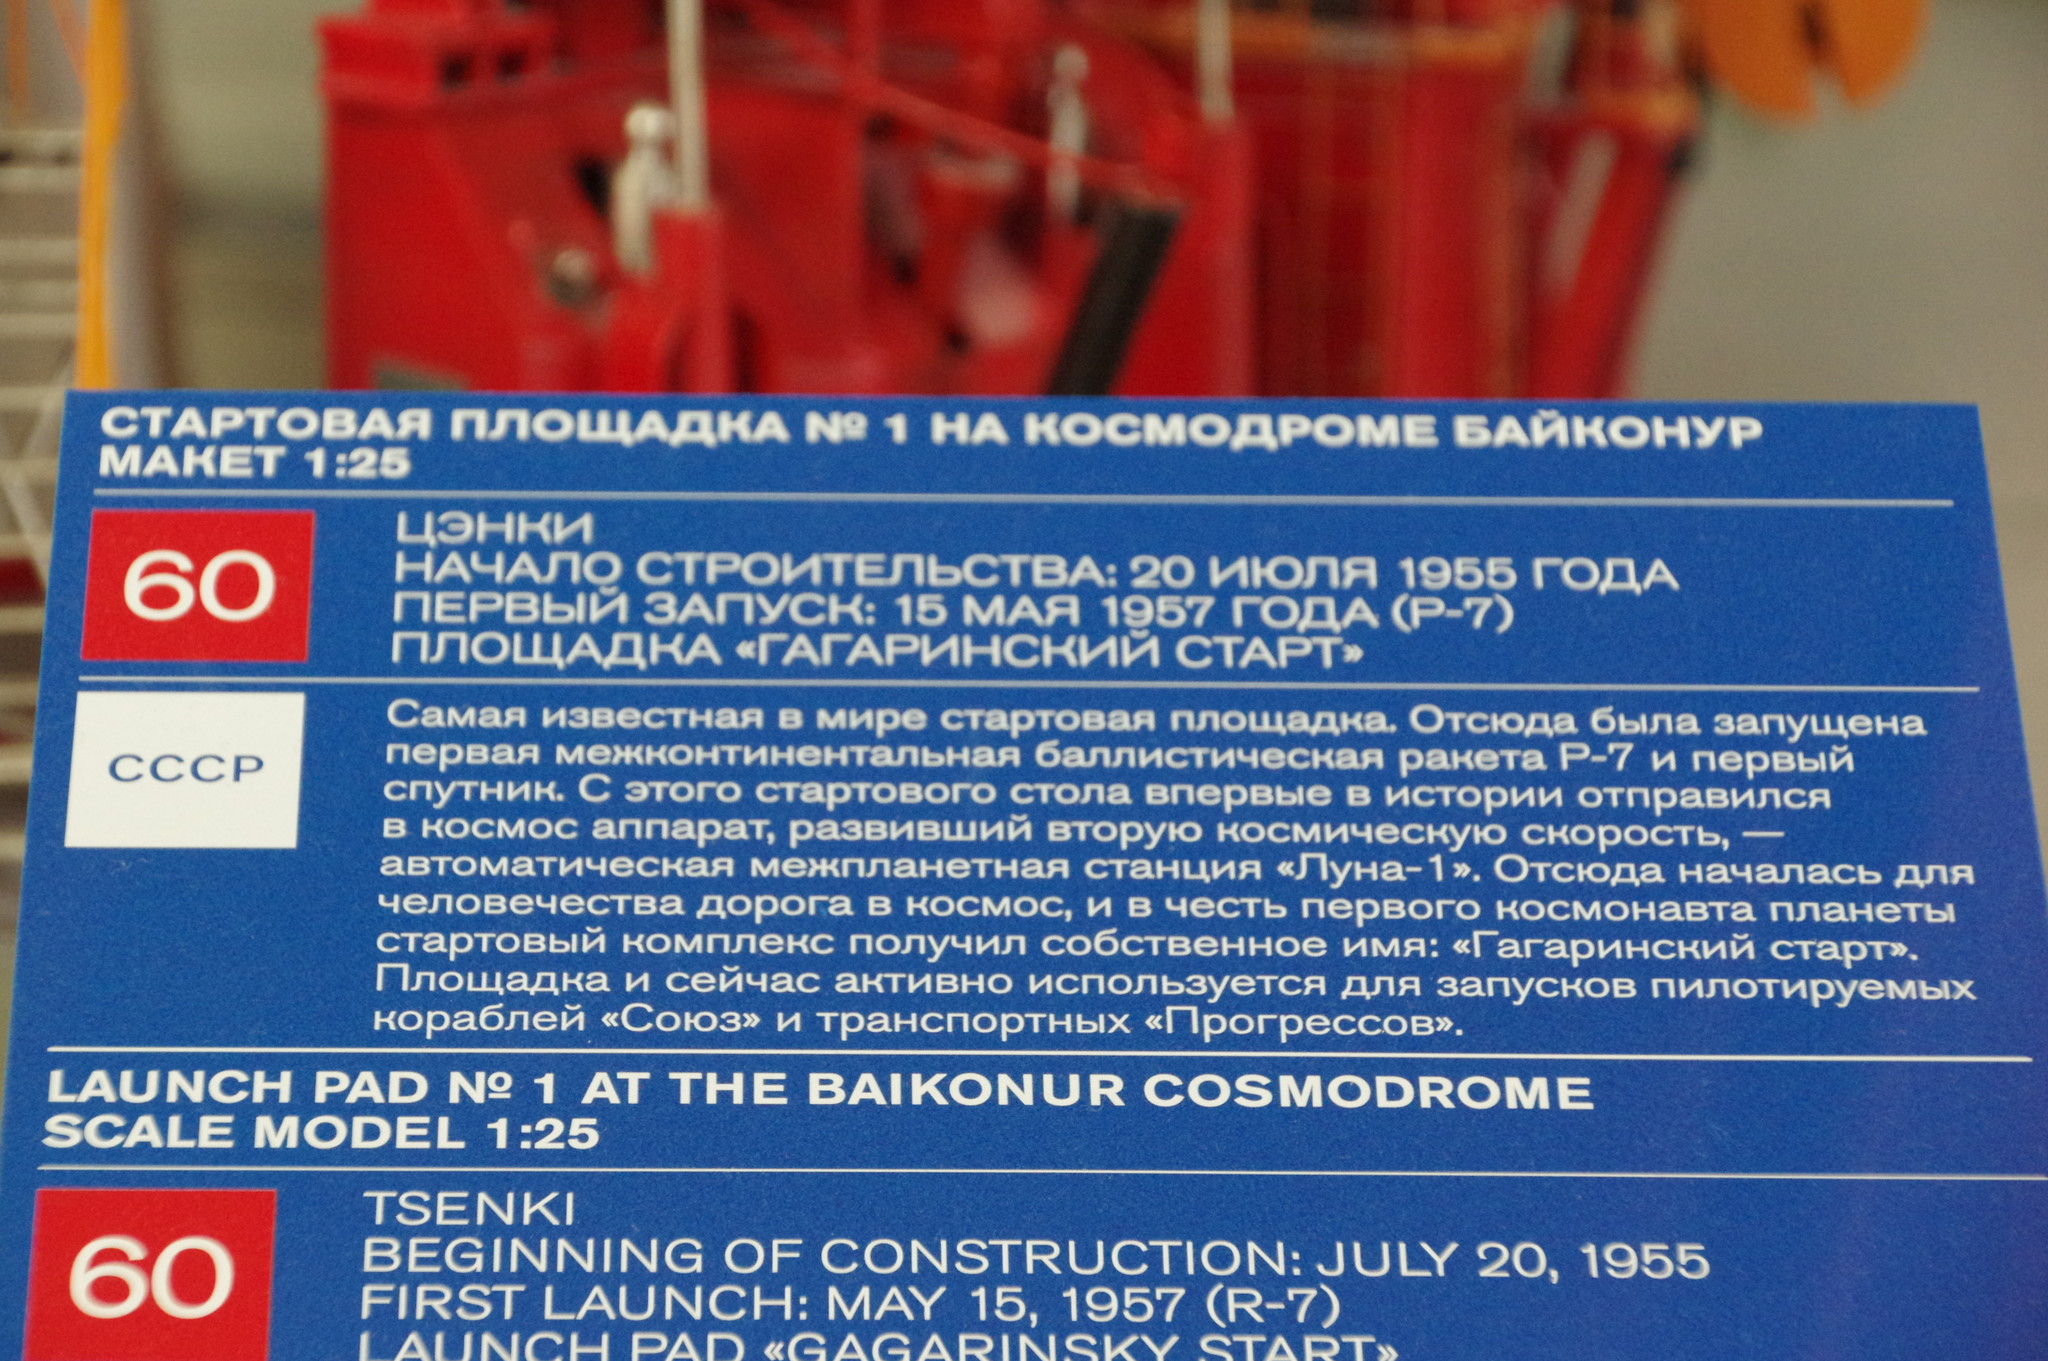 СТАРТОВАЯ ПЛОЩАДКА № 1 НА КОСМОДРОМЕ БАЙКОНУР
МАКЕТ 1:25
60
ЦЭНКИ
НАЧАЛО СТРОИТЕЛЬСТВА: 20 ИЮЛЯ 1955 ГОДА
ПЕРВЫЙ ЗАПУСК: 15 МАЯ 1957 ГОДА (Р-7)
ПЛОЩАДКА «ГАГАРИНСКИЙ СТАРТ»
СССР
Самая известная в мире стартовая площадка. Отсюда была запущена
первая межконтинентальная баллистическая ракета Р-7 и первый
спутник. С этого стартового стола впервые в истории отправился
в космос аппарат, развивший вторую космическую скорость, —
автоматическая межпланетная станция «Луна-1». Отсюда началась для
человечества дорога в космос, и в честь первого космонавта планеты
стартовый комплекс получил собственное имя: «Гагаринский старт».
Площадка и сейчас активно используется для запусков пилотируемых
кораблей «Союз» и транспортных «Прогрессов».
LAUNCH PAD № 1 AT THE BAIKONUR COSMODROME
SCALE MODEL 1:25
60
TSENKI
BEGINNING OF CONSTRUCTION: JULY 20, 1955
FIRST LAUNCH: MAY 15, 1957 (R-7)
LAUNCH PAD «GAGARINSKY START»